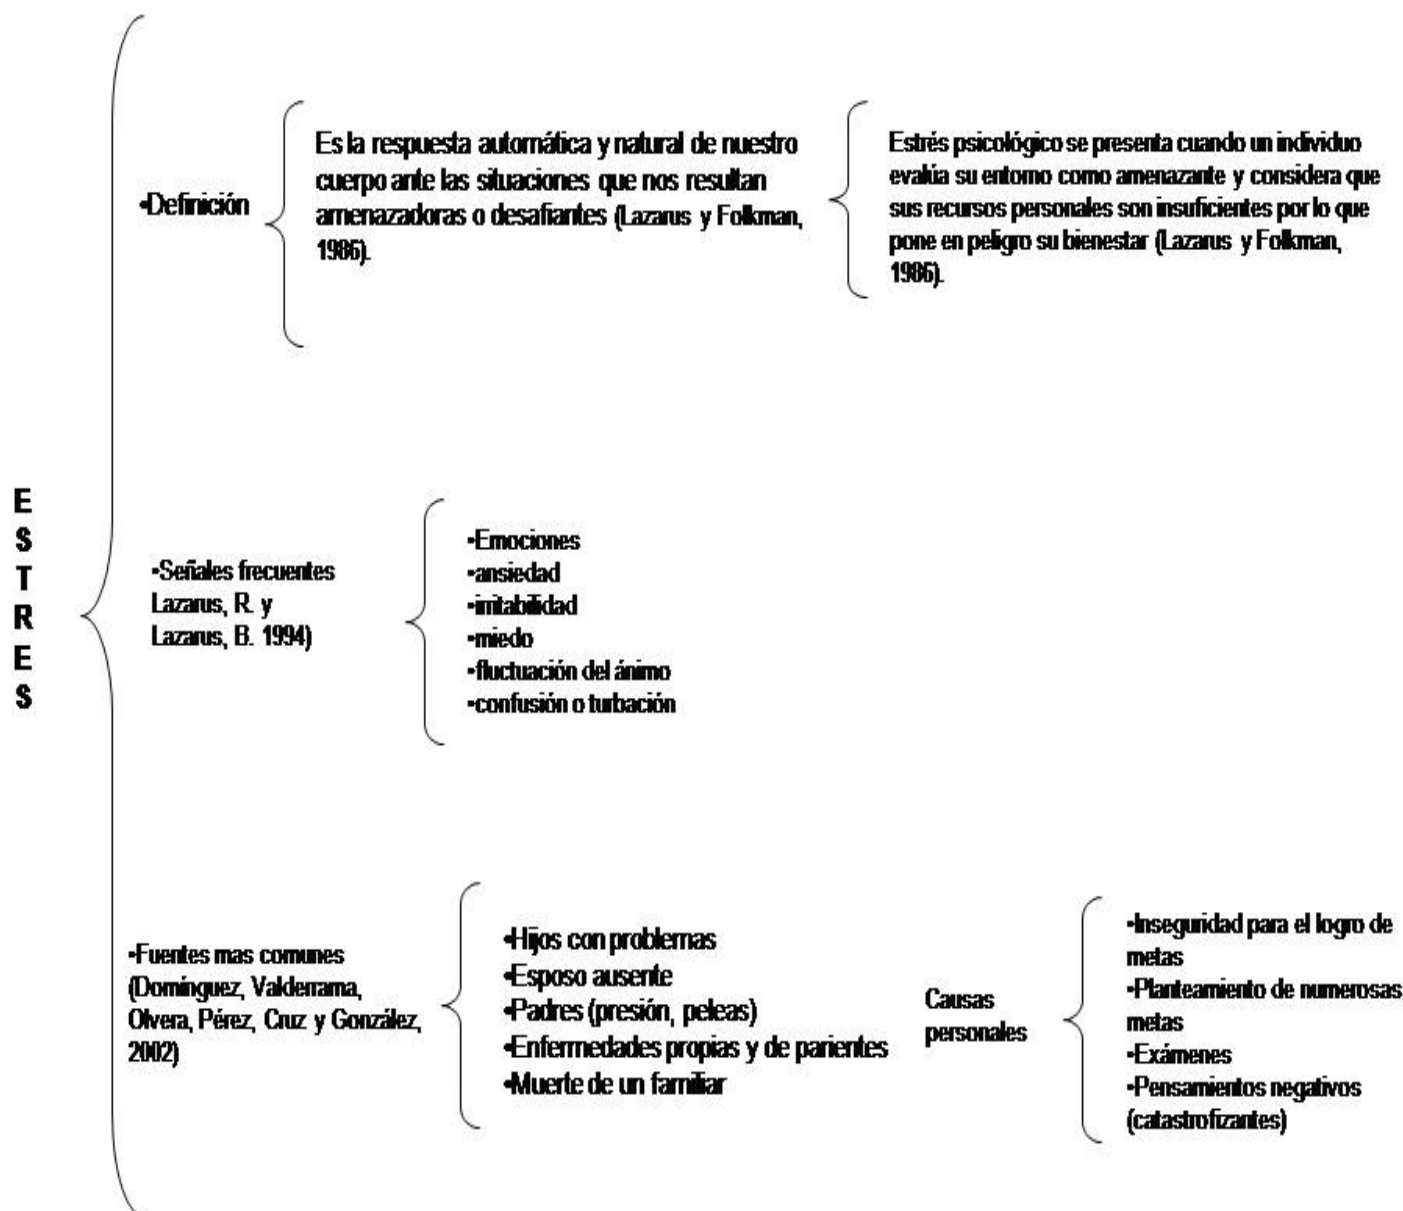 ESTRES
•Definición
Es la respuesta automática y natural de nuestro
cuerpo ante las situaciones que nos resultan
amenazadoras o desafiantes (Lazarus y Folkman,
1986).
Estrés psicológico se presenta cuando un individuo
evalúa su entorno como amenazante y considera que
sus recursos personales son insuficientes por lo que
pone en peligro su bienestar (Lazarus y Folkman,
1986).
•Señales frecuentes
Lazarus, R. y
Lazarus, B. 1994)
•Emociones
•ansiedad
•irritabilidad
•miedo
•fluctuación del ánimo
•confusión o turbación
•Fuentes mas comunes
(Domínguez, Valderrama,
Olvera, Pérez, Cruz y González,
2002)
•Hijos con problemas
•Esposo ausente
•Padres (presión, peleas)
•Enfermedades propias y de parientes
•Muerte de un familiar
Causas
personales
•Inseguridad para el logro de
metas
•Planteamiento de numerosas
metas
•Exámenes
•Pensamientos negativos
(catastrofizantes)